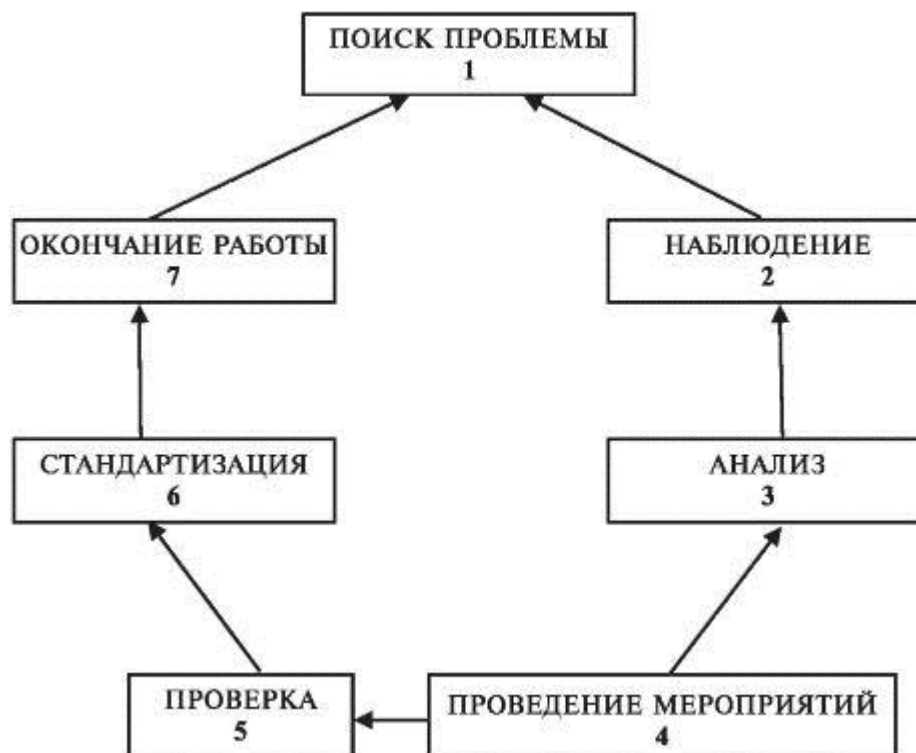 ПОИСК ПРОБЛЕМЫ
1
ОКОНЧАНИЕ РАБОТЫ
7
НАБЛЮДЕНИЕ
2
СТАНДАРТИЗАЦИЯ
6
АНАЛИЗ
3
ПРОВЕРКА
5
ПРОВЕДЕНИЕ МЕРОПРИЯТИЙ
4